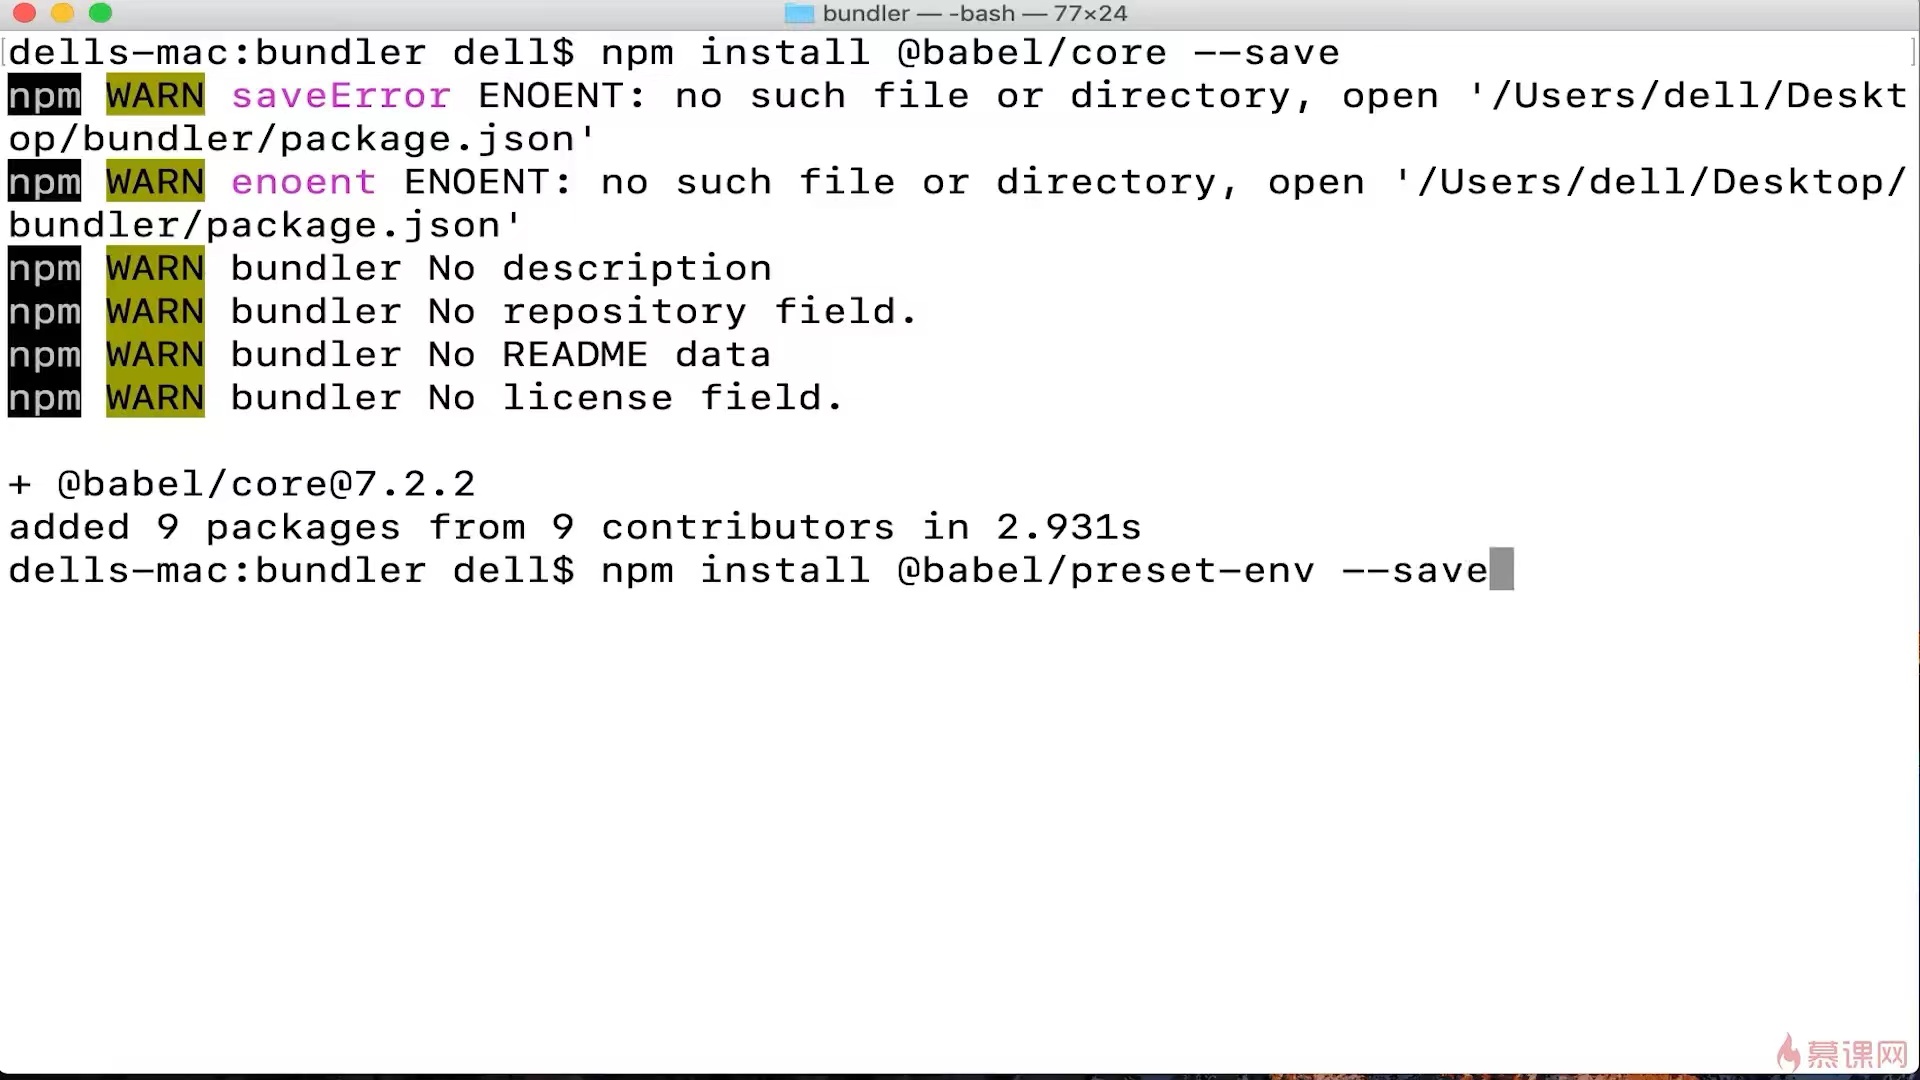 bundler — -bash — 77×24
dells-mac:bundler dell$ npm install @babel/core --save
npm WARN saveError ENOENT: no such file or directory, open '/Users/dell/Deskt
op/bundler/package.json'
npm WARN enoent ENOENT: no such file or directory, open '/Users/dell/Desktop/
bundler/package.json'
npm WARN bundler No description
npm WARN bundler No repository field.
npm WARN bundler No README data
npm WARN bundler No license field.
+ @babel/core@7.2.2
added 9 packages from 9 contributors in 2.931s
dells-mac:bundler dell$ npm install @babel/preset-env --save
慕课网